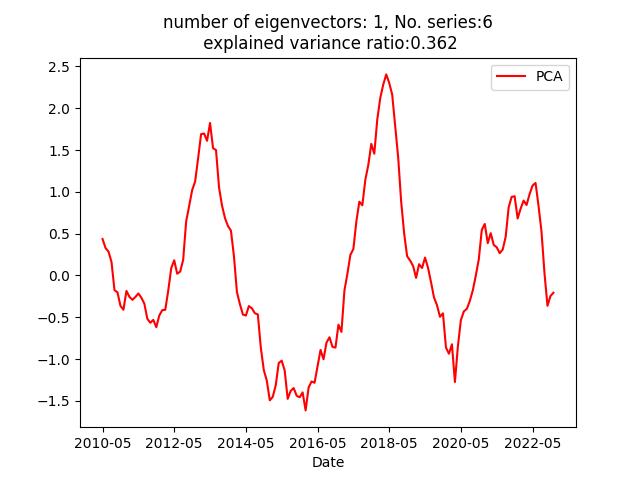 number of eigenvectors: 1, No. series:6
explained variance ratio:0.362
PCA
2.5
2.0
1.5
1.0
0.5
0.0
−0.5
−1.0
−1.5
2010-05 2012-05 2014-05 2016-05 2018-05 2020-05 2022-05
Date